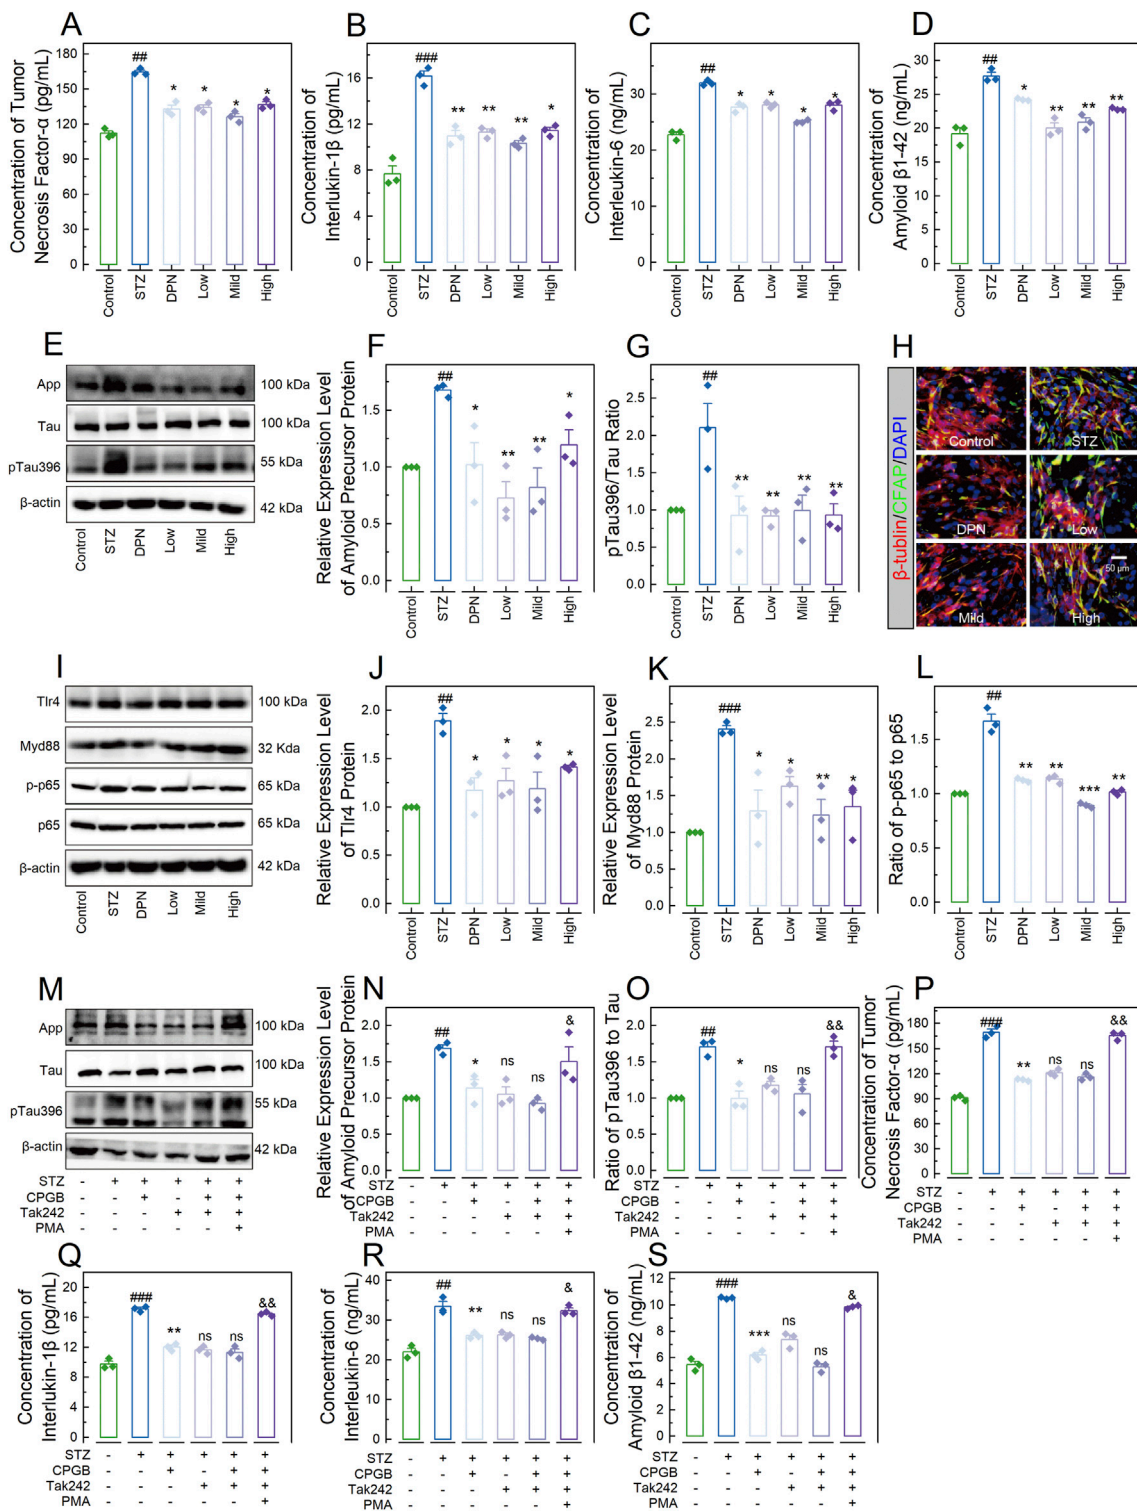 A
Concentration of Tumor
Necrosis Factor-α (pg/mL)
180
150
120
90
60
30
0
##
*
*
*
*
Control
STZ
DPN
Low
Mild
High
B
Concentration of
Interlukin-1β (pg/mL)
16
12
8
4
0
###
**
**
**
*
Control
STZ
DPN
Low
Mild
High
C
Concentration of
Interleukin-6 (ng/mL)
30
20
10
0
##
*
*
*
*
Control
STZ
DPN
Low
Mild
High
D
Concentration of
Amyloid β1-42 (ng/mL)
30
25
20
15
10
5
0
##
*
**
**
**
Control
STZ
DPN
Low
Mild
High
E
App
100 kDa
Tau
100 kDa
pTau396
55 kDa
β-actin
42 kDa
Control
STZ
DPN
Low
Mild
High
F
Relative Expression Level
of Amyloid Precursor Protein
1.5
1.0
0.5
0.0
##
*
**
**
*
Control
STZ
DPN
Low
Mild
High
G
pTau396/Tau Ratio
2.5
2.0
1.5
1.0
0.5
0.0
##
**
**
**
**
Control
STZ
DPN
Low
Mild
High
H
β-tublin/CFAP/DAPI
Control
STZ
DPN
Low
50 μm
Mild
High
I
Tlr4
100 kDa
Myd88
32 Kda
p-p65
65 kDa
p65
65 kDa
β-actin
42 kDa
Control
STZ
DPN
Low
Mild
High
J
Relative Expression Level
of Tlr4 Protein
2.0
1.5
1.0
0.5
0.0
##
*
*
*
*
Control
STZ
DPN
Low
Mild
High
K
Relative Expression Level
of Myd88 Protein
2.5
2.0
1.5
1.0
0.5
0.0
###
*
*
**
*
Control
STZ
DPN
Low
Mild
High
L
Ratio of p-p65 to p65
1.5
1.0
0.5
0.0
##
**
**
***
**
Control
STZ
DPN
Low
Mild
High
M
App
100 kDa
Tau
100 kDa
pTau396
55 kDa
β-actin
42 kDa
STZ - + + + + +
CPGB - - + - + +
Tak242 - - - + + +
PMA - - - - - +
N
Relative Expression Level
of Amyloid Precursor Protein
2.0
1.5
1.0
0.5
0.0
##
*
ns
ns
&
STZ - + + + + +
CPGB - - + - + +
Tak242 - - - + + +
PMA - - - - - +
O
Ratio of pTau396 to Tau
2.0
1.5
1.0
0.5
0.0
##
*
ns
ns
&&
STZ - + + + + +
CPGB - - + - + +
Tak242 - - - + + +
PMA - - - - - +
P
Concentration of Tumor
Necrosis Factor-α (pg/mL)
180
150
120
90
60
30
0
###
**
ns
ns
&&
STZ - + + + + +
CPGB - - + - + +
Tak242 - - - + + +
PMA - - - - - +
Q
Concentration of
Interlukin-1β (pg/mL)
20
16
12
8
4
0
###
**
ns
ns
&&
STZ - + + + + +
CPGB - - + - + +
Tak242 - - - + + +
PMA - - - - - +
R
Concentration of
Interleukin-6 (ng/mL)
40
30
20
10
0
##
**
ns
ns
&
STZ - + + + + +
CPGB - - + - + +
Tak242 - - - + + +
PMA - - - - - +
S
Concentration of
Amyloid β1-42 (ng/mL)
12
10
8
6
4
2
0
###
***
ns
ns
&
STZ - + + + + +
CPGB - - + - + +
Tak242 - - - + + +
PMA - - - - - +